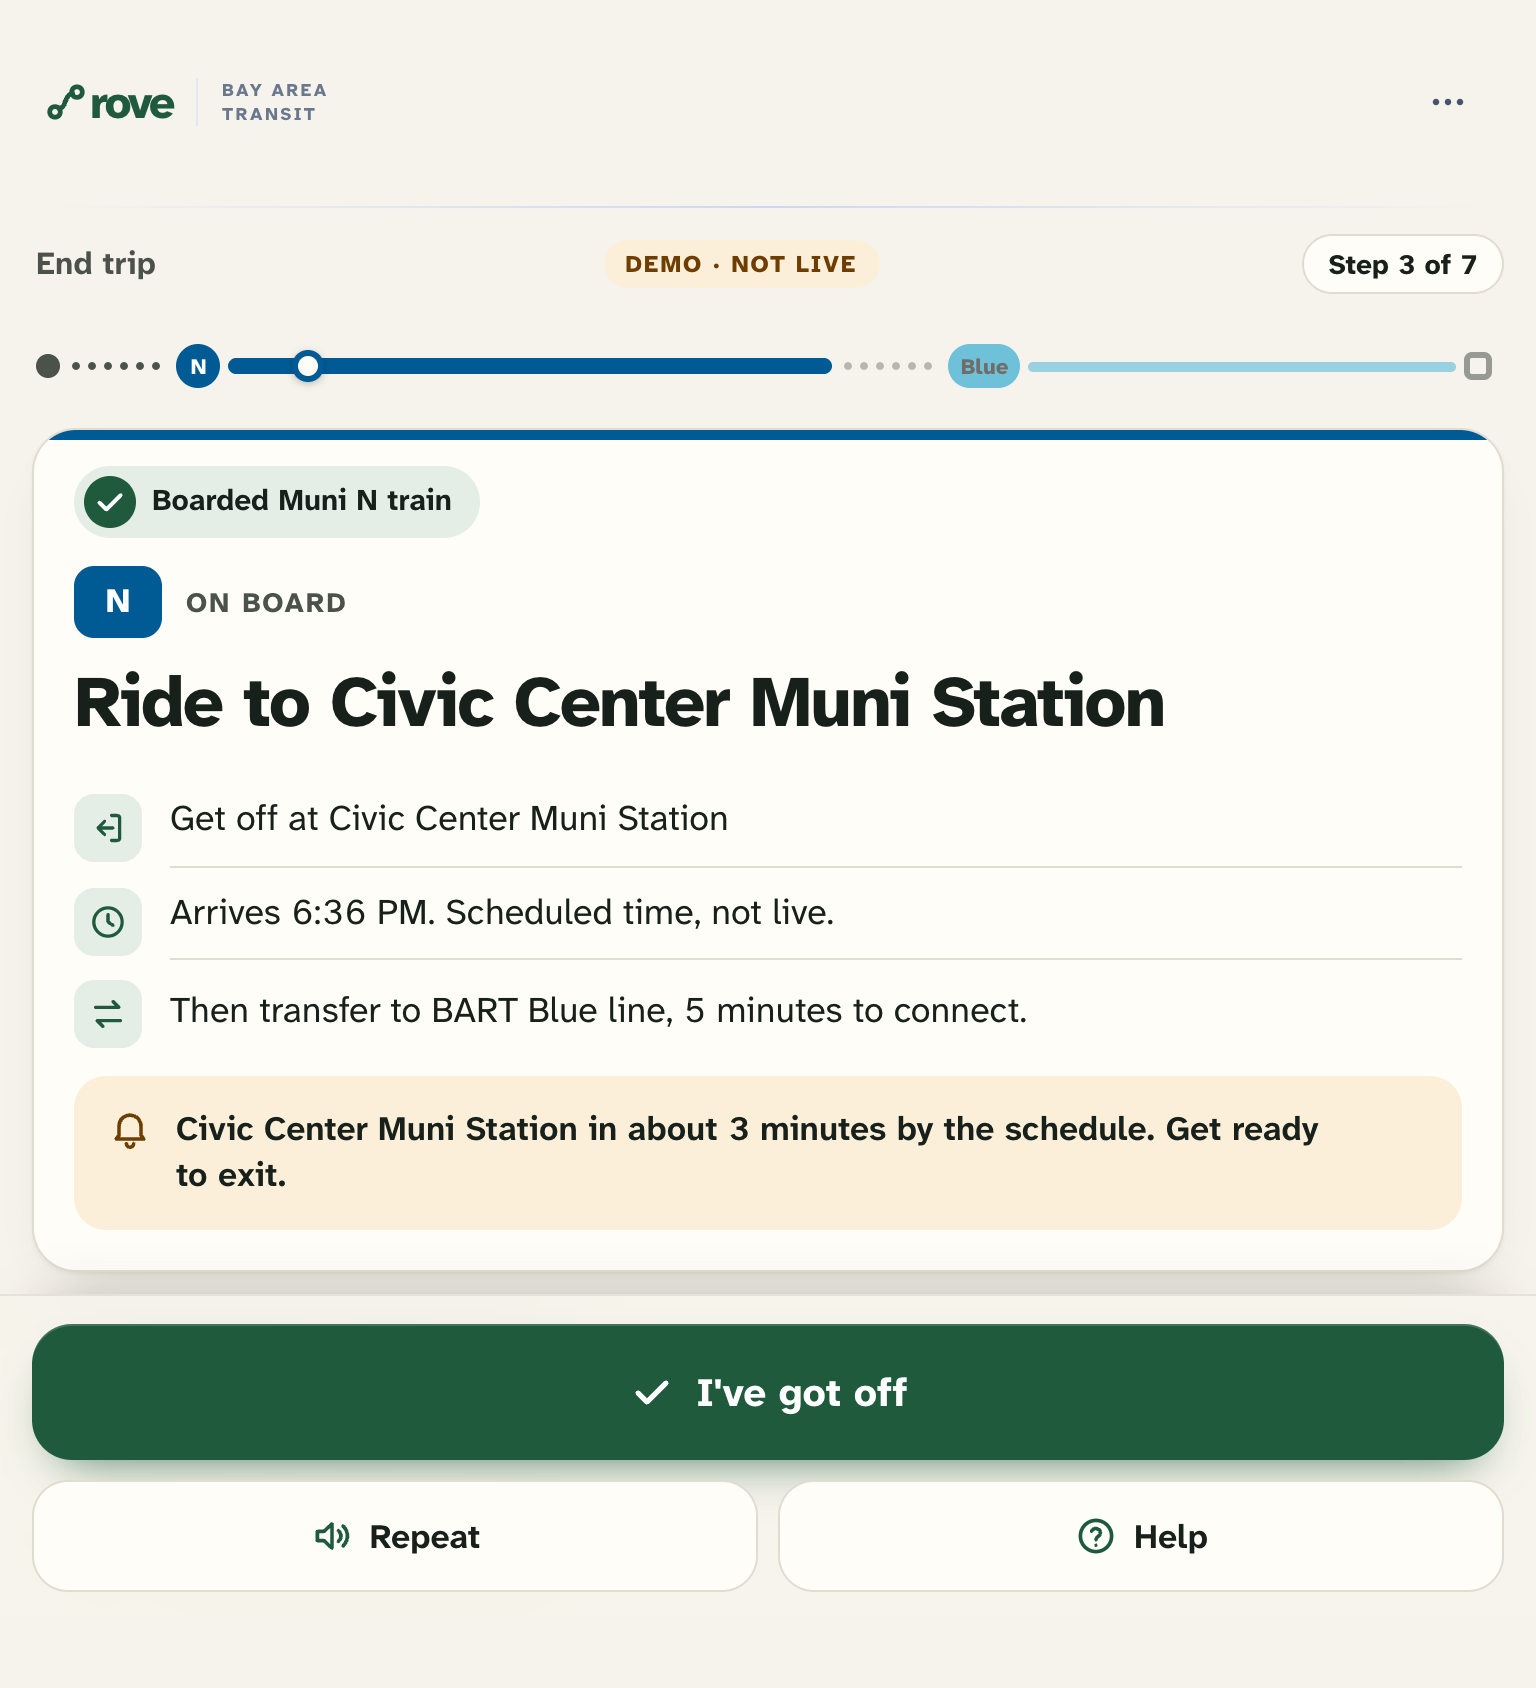 rove
BAY AREA
TRANSIT
End trip
DEMO · NOT LIVE
Step 3 of 7
N
Blue
Boarded Muni N train
N
ON BOARD
Ride to Civic Center Muni Station
Get off at Civic Center Muni Station
Arrives 6:36 PM. Scheduled time, not live.
Then transfer to BART Blue line, 5 minutes to connect.
Civic Center Muni Station in about 3 minutes by the schedule. Get ready
to exit.
I've got off
Repeat
Help